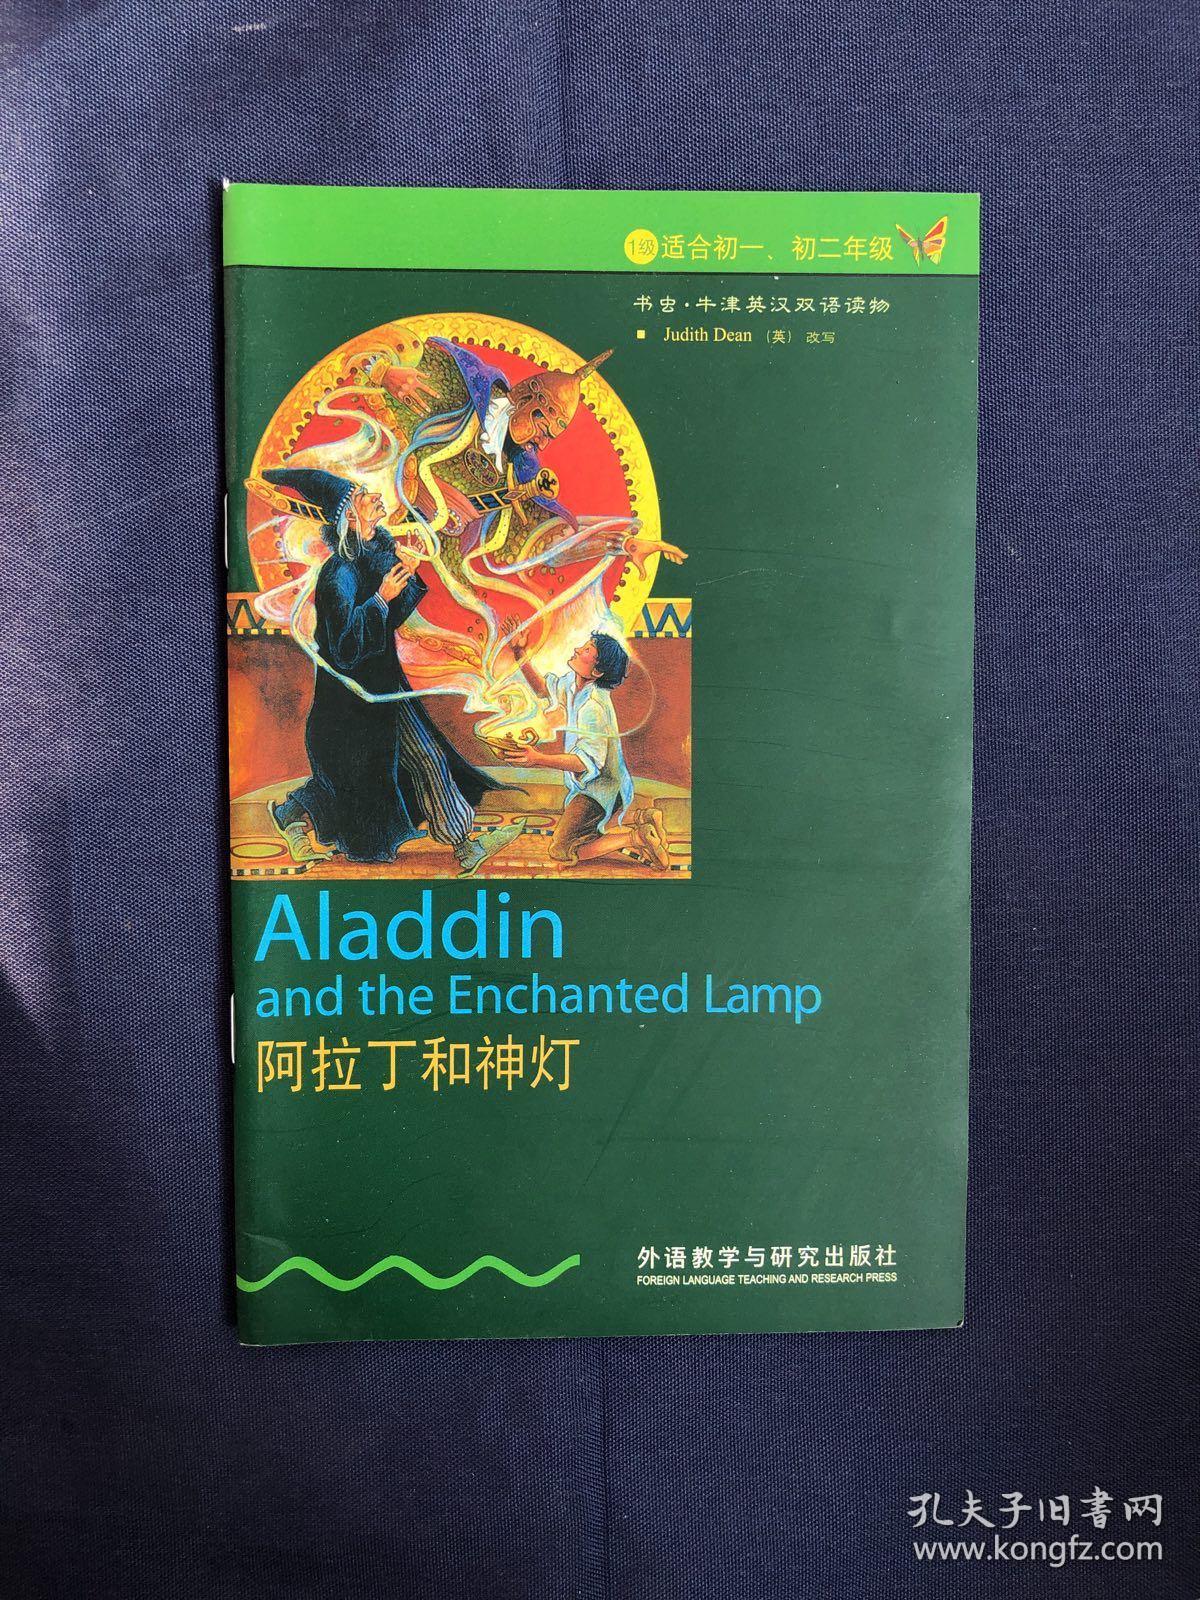 1级 适合初一、初二年级
书虫·牛津英汉双语读物
■ Judith Dean (英) 改写
Aladdin
and the Enchanted Lamp
阿拉丁和神灯
外语教学与研究出版社
FOREIGN LANGUAGE TEACHING AND RESEARCH PRESS
孔夫子旧書网
www.kongfz.com